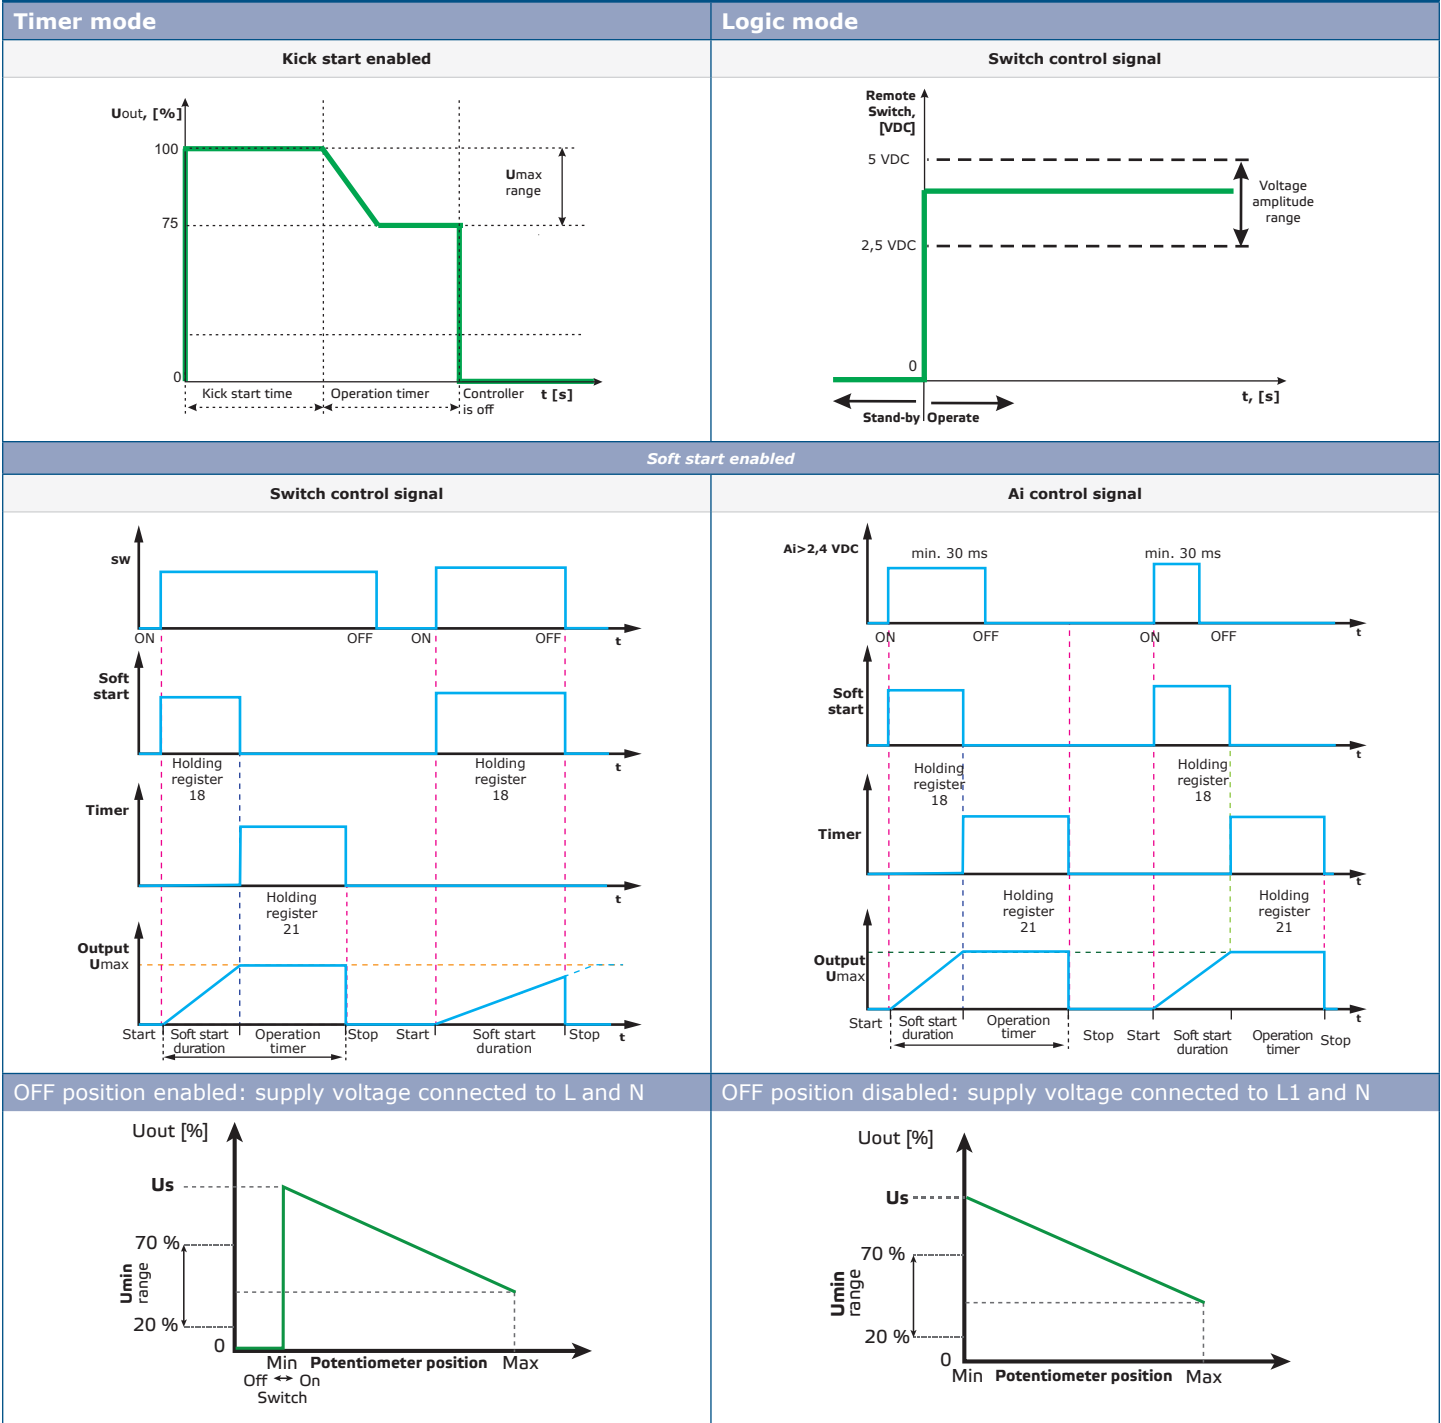 Timer mode
Logic mode
Kick start enabled
Switch control signal
Uout, [%]
100
75
0
Umax
range
Kick start time
Operation timer
Controller
is off
t [s]
Remote
Switch,
[VDC]
5 VDC
2,5 VDC
0
Voltage
amplitude
range
t, [s]
Stand-by
Operate
Soft start enabled
Switch control signal
Ai control signal
sw
ON
OFF
ON
OFF
t
Soft
start
t
Holding
register
18
Holding
register
18
Timer
t
Holding
register
21
Output
Umax
Start
Soft start
duration
Operation
timer
Stop
Start
Soft start
duration
Stop
t
Ai>2,4 VDC
min. 30 ms
min. 30 ms
ON
OFF
ON
OFF
t
Soft
start
t
Holding
register
18
Holding
register
18
Timer
t
Holding
register
21
Holding
register
21
Output
Umax
Start
Soft start
duration
Operation
timer
Stop
Start
Soft start
duration
Operation
timer
Stop
t
OFF position enabled: supply voltage connected to L and N
OFF position disabled: supply voltage connected to L1 and N
Uout [%]
Us
70 %
Umin
range
20 %
0
Min
Potentiometer position
Max
Off
On
Switch
Uout [%]
Us
70 %
Umin
range
20 %
0
Min
Potentiometer position
Max